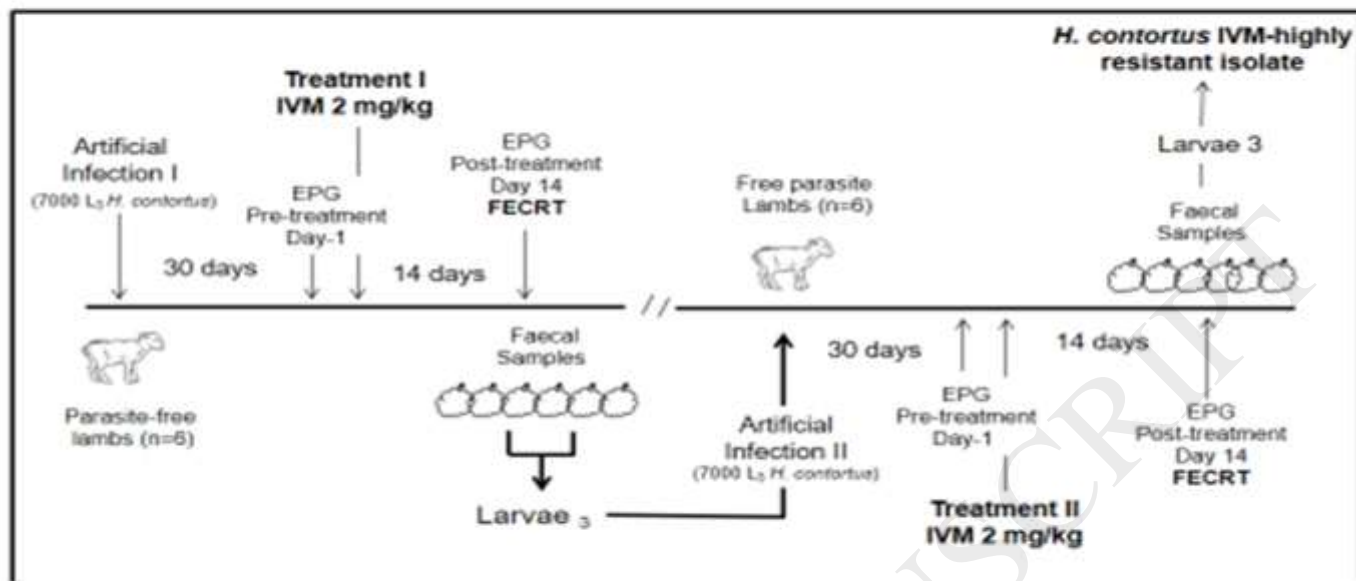 H. contortus IVM-highly
resistant isolate
Treatment I
IVM 2 mg/kg
Larvae 3
Artificial
Infection I
(7000 L₃ H. contortus)
EPG
Pre-treatment
Day-1
EPG
Post-treatment
Day 14
FECRT
Free parasite
Lambs (n=6)
Faecal
Samples
30 days
14 days
//
Parasite-free
lambs (n=6)
Faecal
Samples
Larvae ₃
Artificial
Infection II
(7000 L₃ H. contortus)
30 days
14 days
EPG
Pre-treatment
Day-1
Treatment II
IVM 2 mg/kg
EPG
Post-treatment
Day 14
FECRT
NSCRIPT